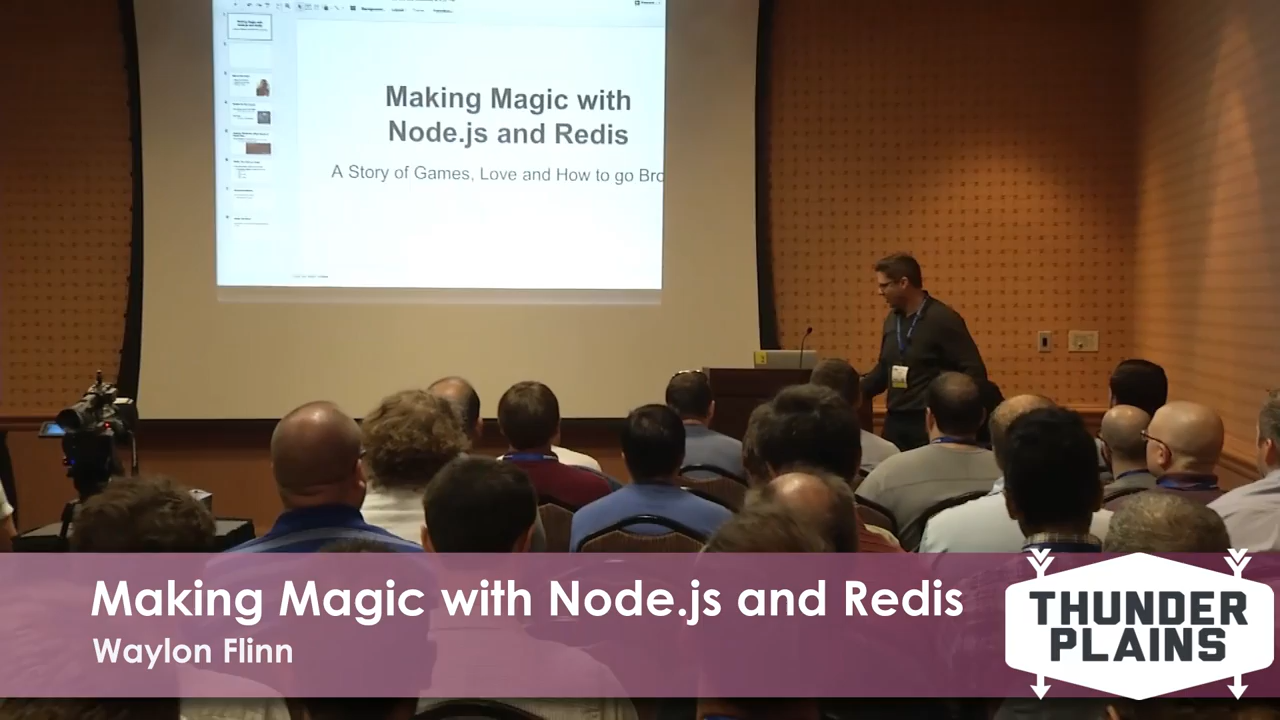 Making Magic with
Node.js and Redis
A Story of Games, Love and How to go Bro
Making Magic with Node.js and Redis
Waylon Flinn
THUNDER
PLAINS